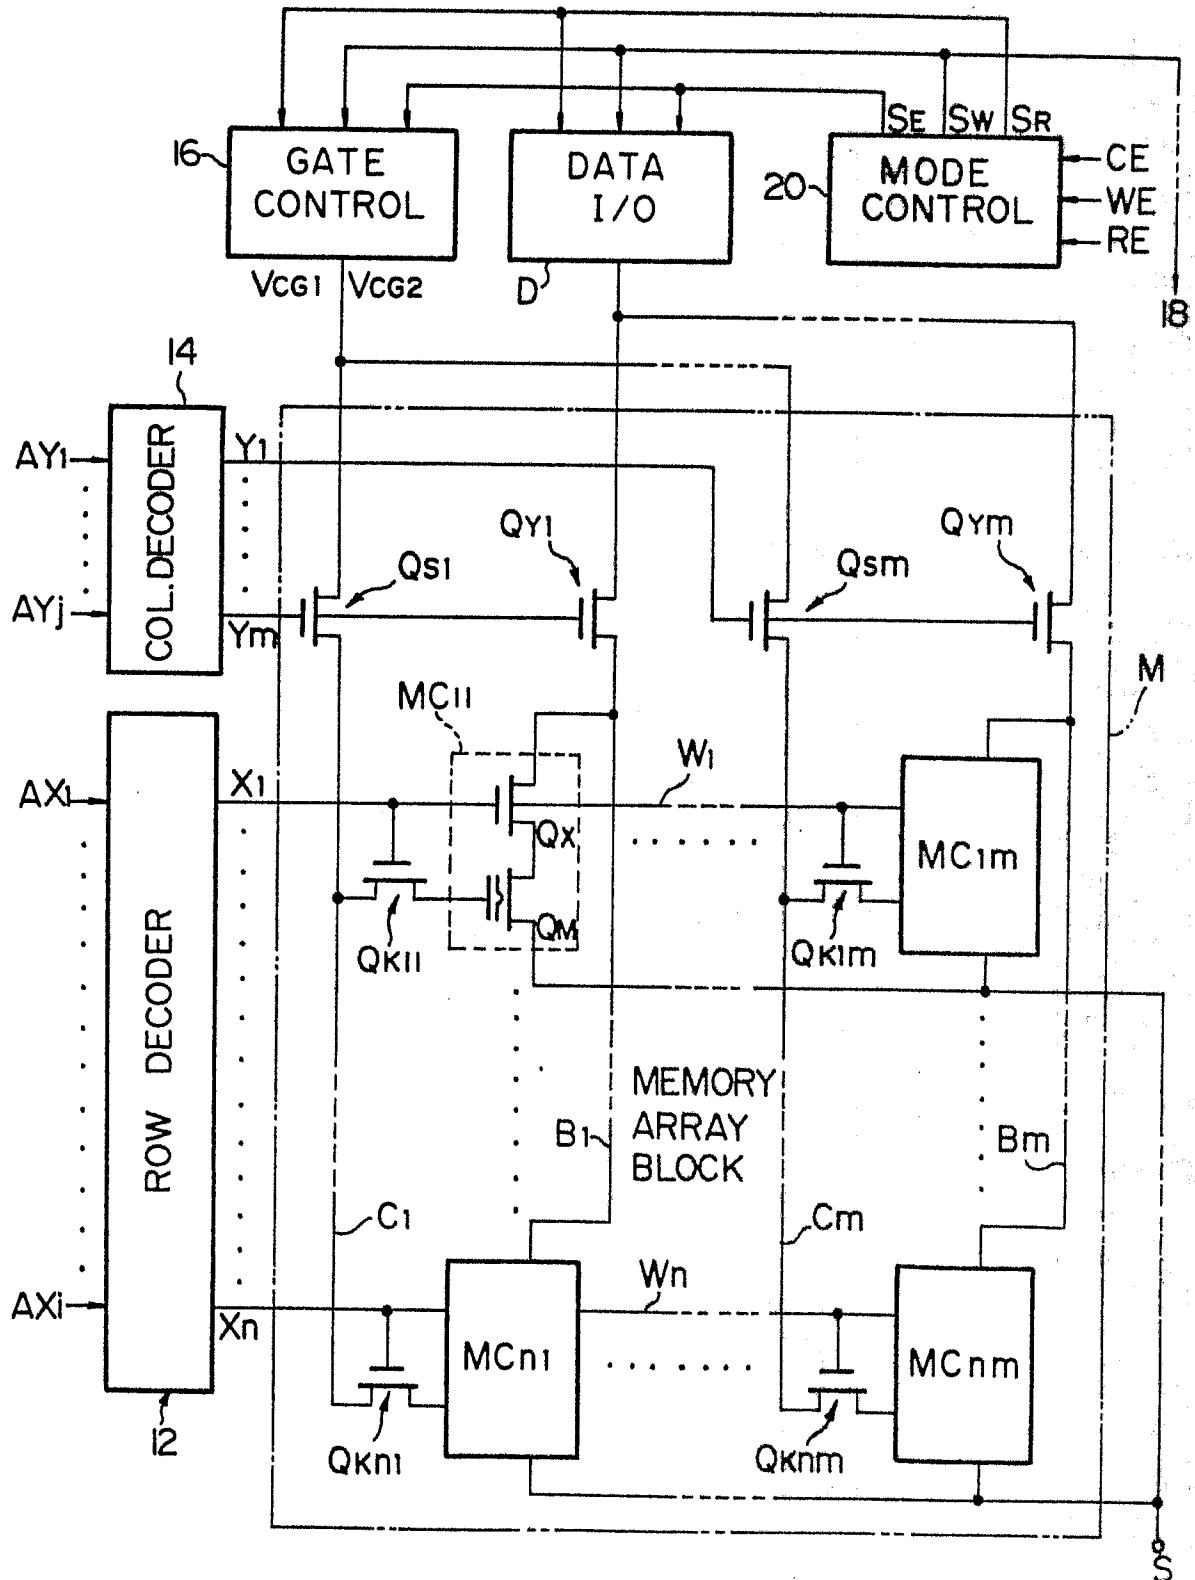 SE SW SR
16
GATE
CONTROL
DATA
I/O
20
MODE
CONTROL
CE
WE
RE
VCG1 VCG2
D
18
14
COL.DECODER
AY1
AYj
Y1
Ym
QS1
QY1
Qsm
QYm
M
MC11
W1
AX1
X1
QX
MC1m
QM
QK11
QK1m
ROW DECODER
MEMORY
ARRAY
BLOCK
B1
Bm
C1
Cm
Wn
AXi
Xn
MCn1
MCnm
12
QKn1
QKnm
S